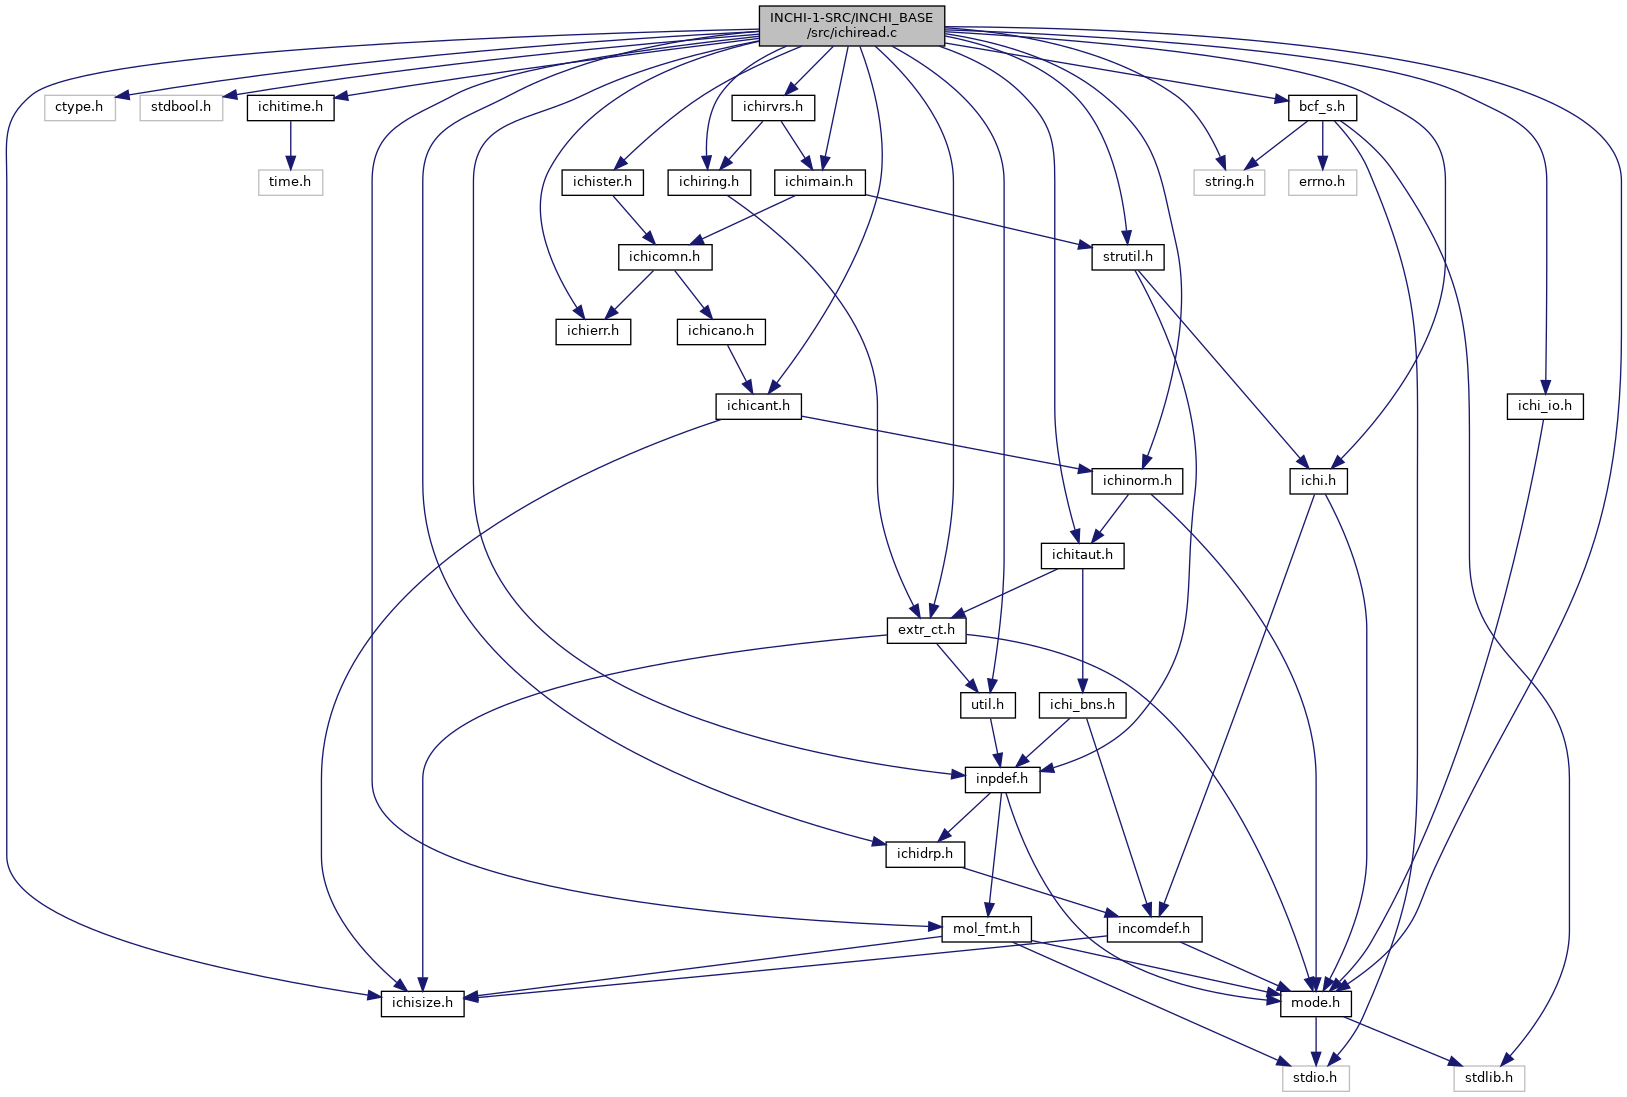 INCHI-1-SRC/INCHI_BASE
/src/ichiread.c
ctype.h
stdbool.h
ichitime.h
ichirvrs.h
bcf_s.h
time.h
ichister.h
ichiring.h
ichimain.h
string.h
errno.h
ichicomn.h
strutil.h
ichierr.h
ichicano.h
ichicant.h
ichi_io.h
ichinorm.h
ichi.h
ichitaut.h
extr_ct.h
util.h
ichi_bns.h
inpdef.h
ichidrp.h
mol_fmt.h
incomdef.h
ichisize.h
mode.h
stdio.h
stdlib.h